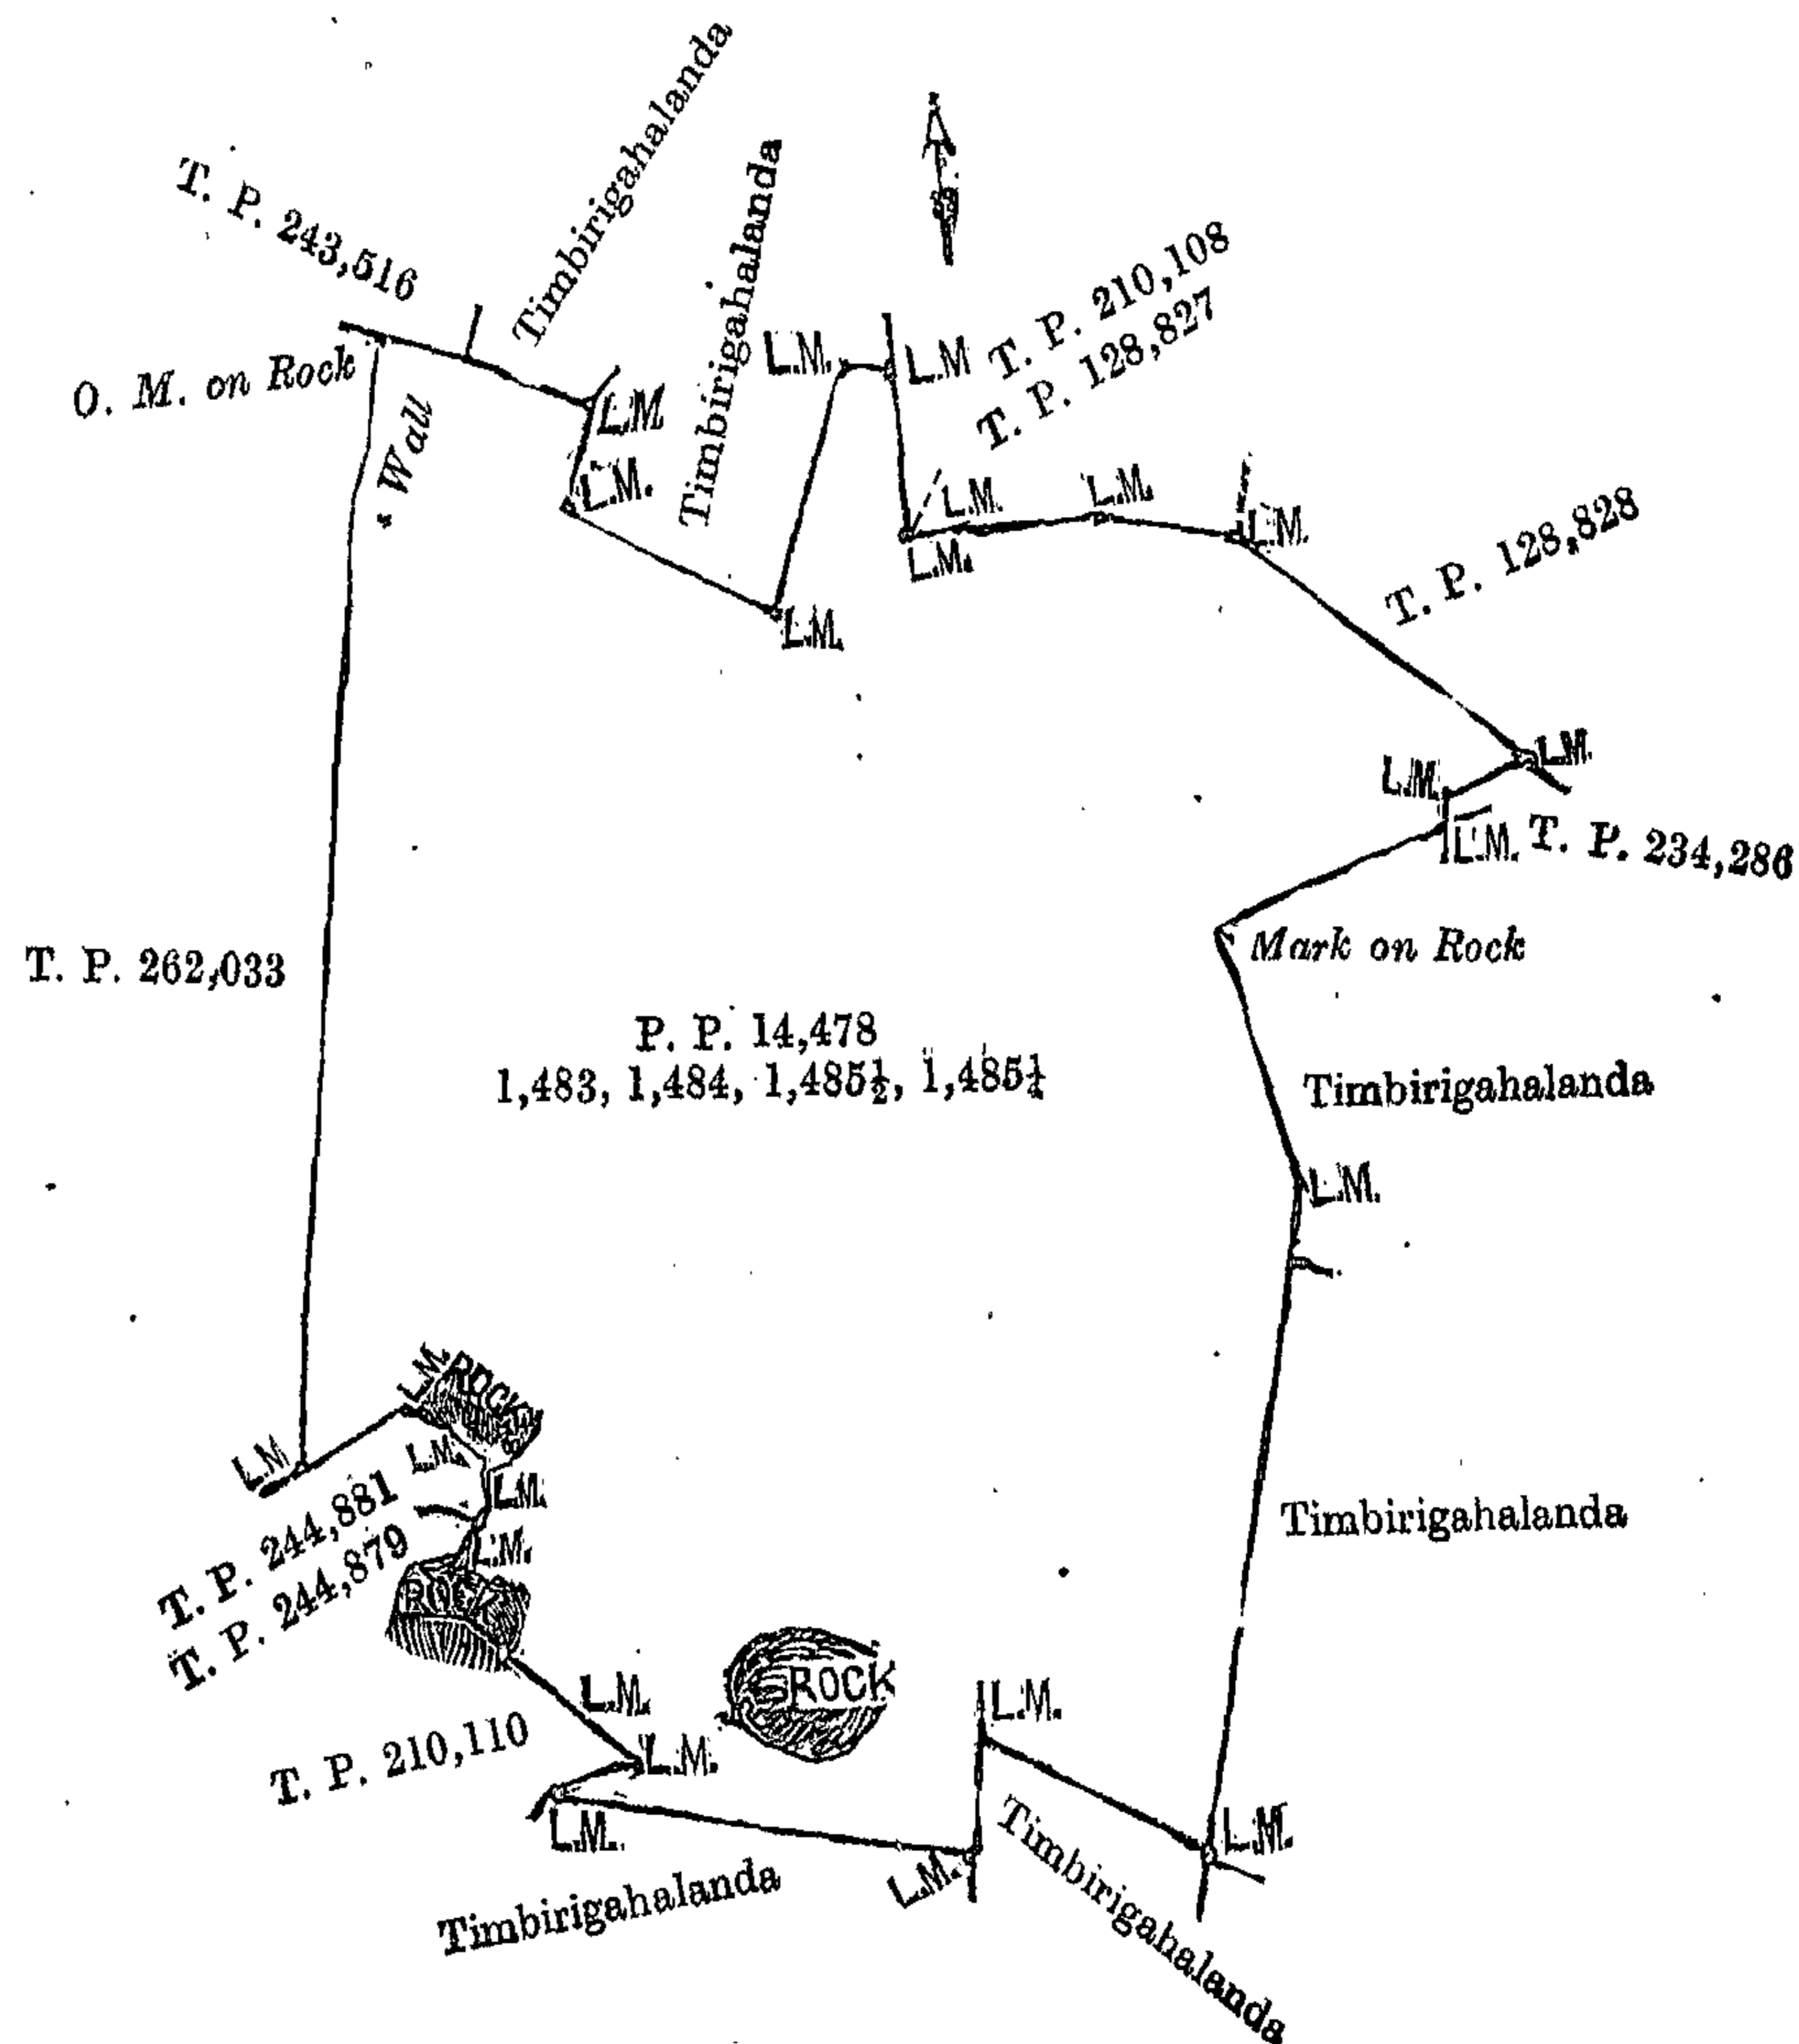 Timbirigahalanda
T. P. 243,516
Timbirigahalanda
T. P. 210,108
T. P. 128,827
L.M.
L.M
O. M. on Rock
L.M
Wall
L.M.
L.M.
L.M.
L.M.
L.M.
T. P. 128,828
L.M.
L.M.
L.M.
L.M. T. P. 234,286
Mark on Rock
T. P. 262,033
P. P. 14,478
1,483, 1,484, 1,485½, 1,485¼
Timbirigahalanda
L.M.
L.M.
ROCK
L.M
L.M.
L.M.
T. P. 244,881
T. P. 244,879
L.M.
ROCK
Timbirigahalanda
L.M.
ROCK
L.M.
T. P. 210,110
L.M.
L.M.
L.M.
L.M.
Timbirigahalanda
Timbirigahalanda